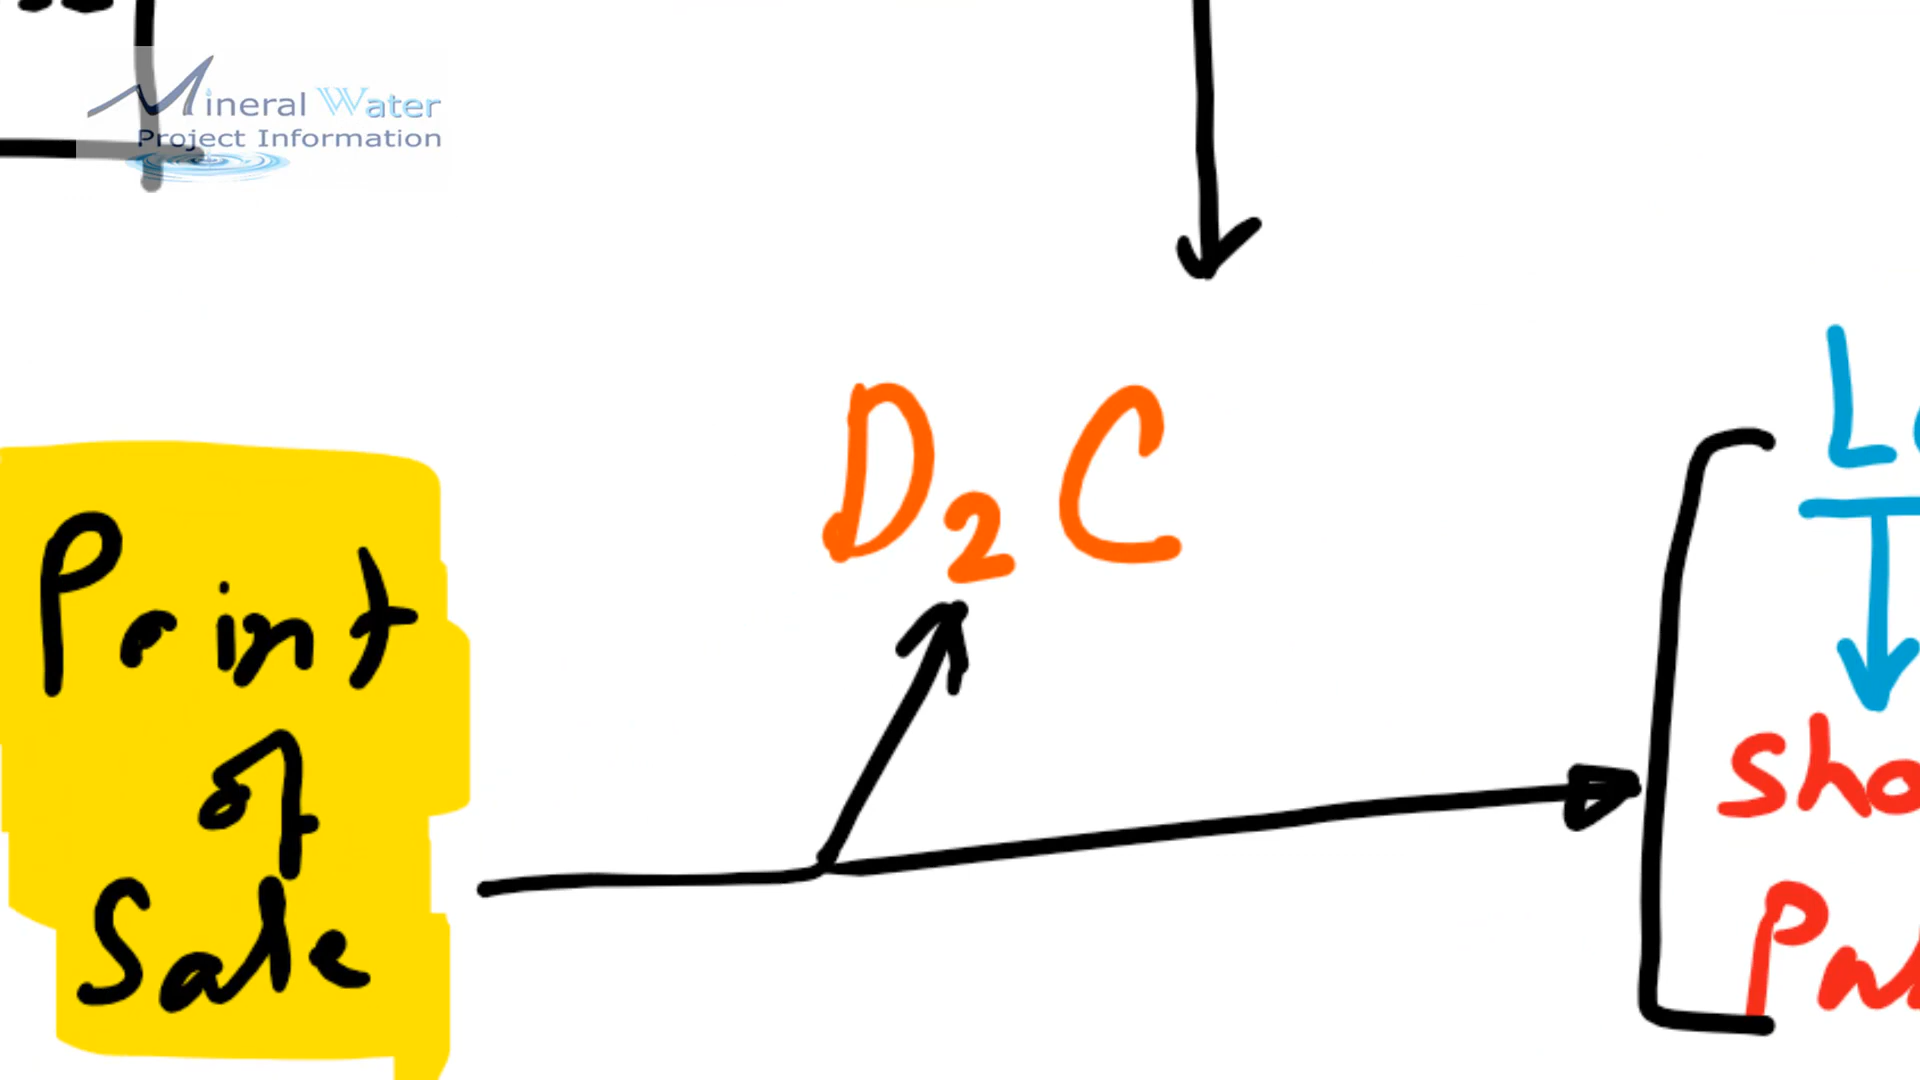 Mineral Water
Project Information
D2C
Point
of
Sale